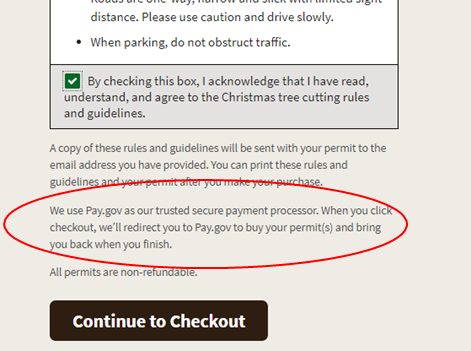 Roads are one-way, narrow and slick with limited sight
distance. Please use caution and drive slowly.
• When parking, do not obstruct traffic.
By checking this box, I acknowledge that I have read,
understand, and agree to the Christmas tree cutting rules
and guidelines.
A copy of these rules and guidelines will be sent with your permit to the
email address you have provided. You can print these rules and
guidelines and your permit after you make your purchase.
We use Pay.gov as our trusted secure payment processor. When you click
checkout, we'll redirect you to Pay.gov to buy your permit(s) and bring
you back when you finish.
All permits are non-refundable.
Continue to Checkout